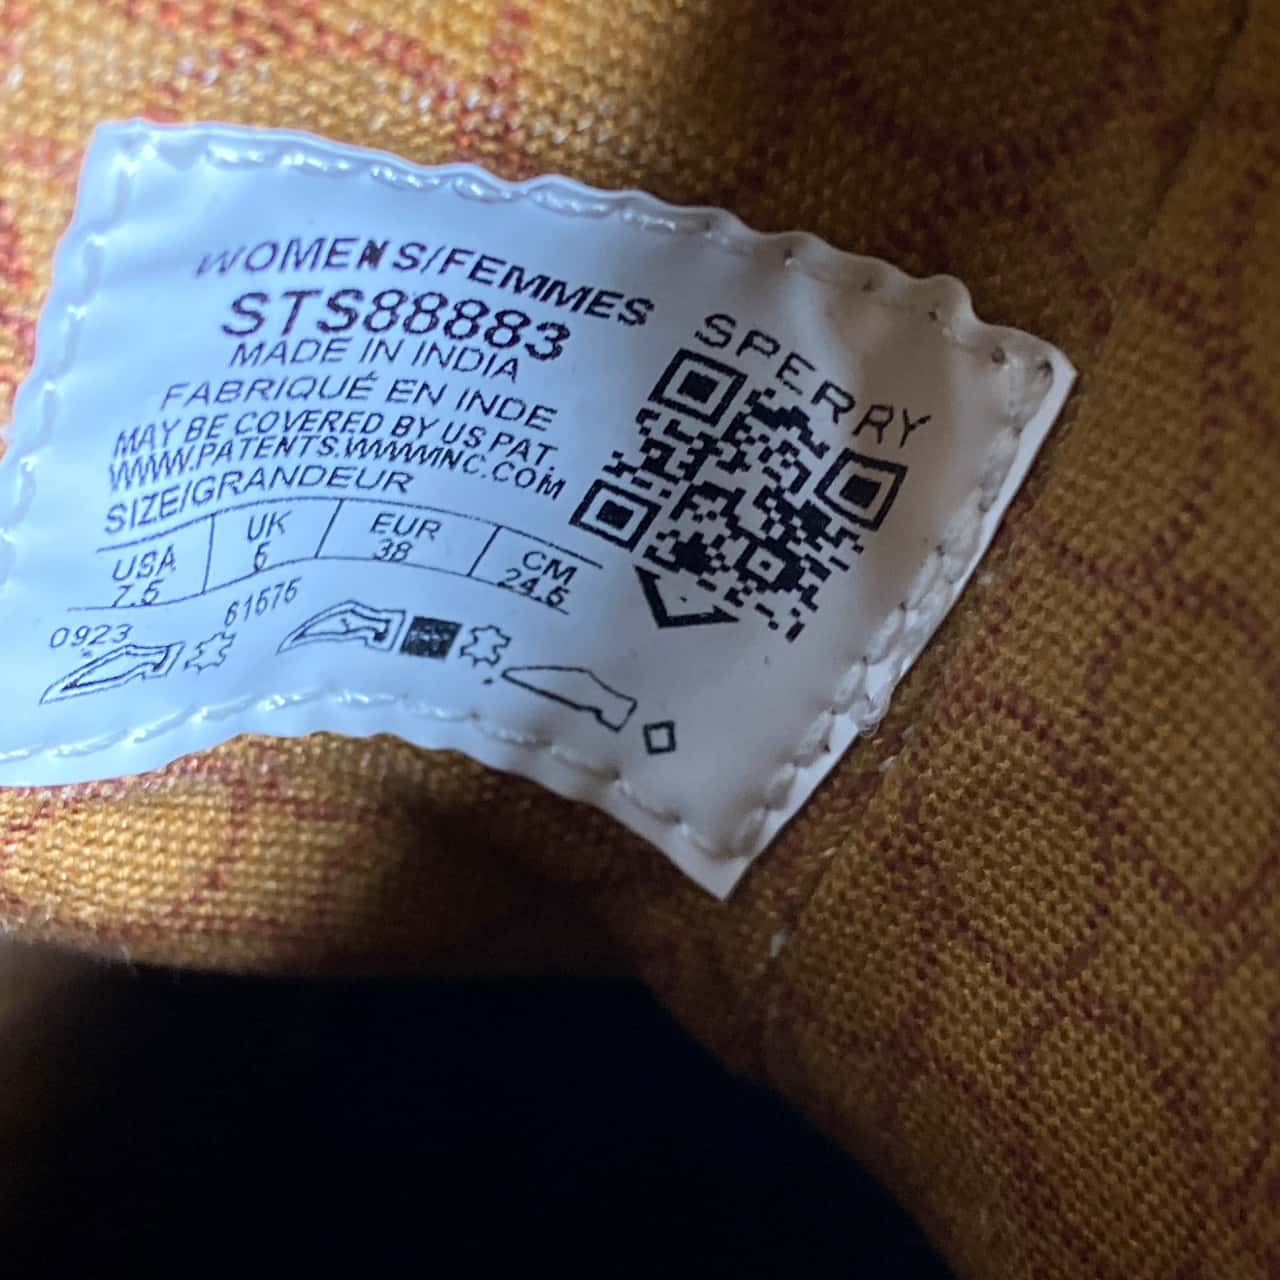 WOMENS/FEMMES
STS88883
MADE IN INDIA
FABRIQUÉ EN INDE
MAY BE COVERED BY US PAT.
WWW.PATENTS.WWWINC.COM
SIZE/GRANDEUR
USA UK EUR CM
7.5 5 38 24.5
0923 61575
SPERRY